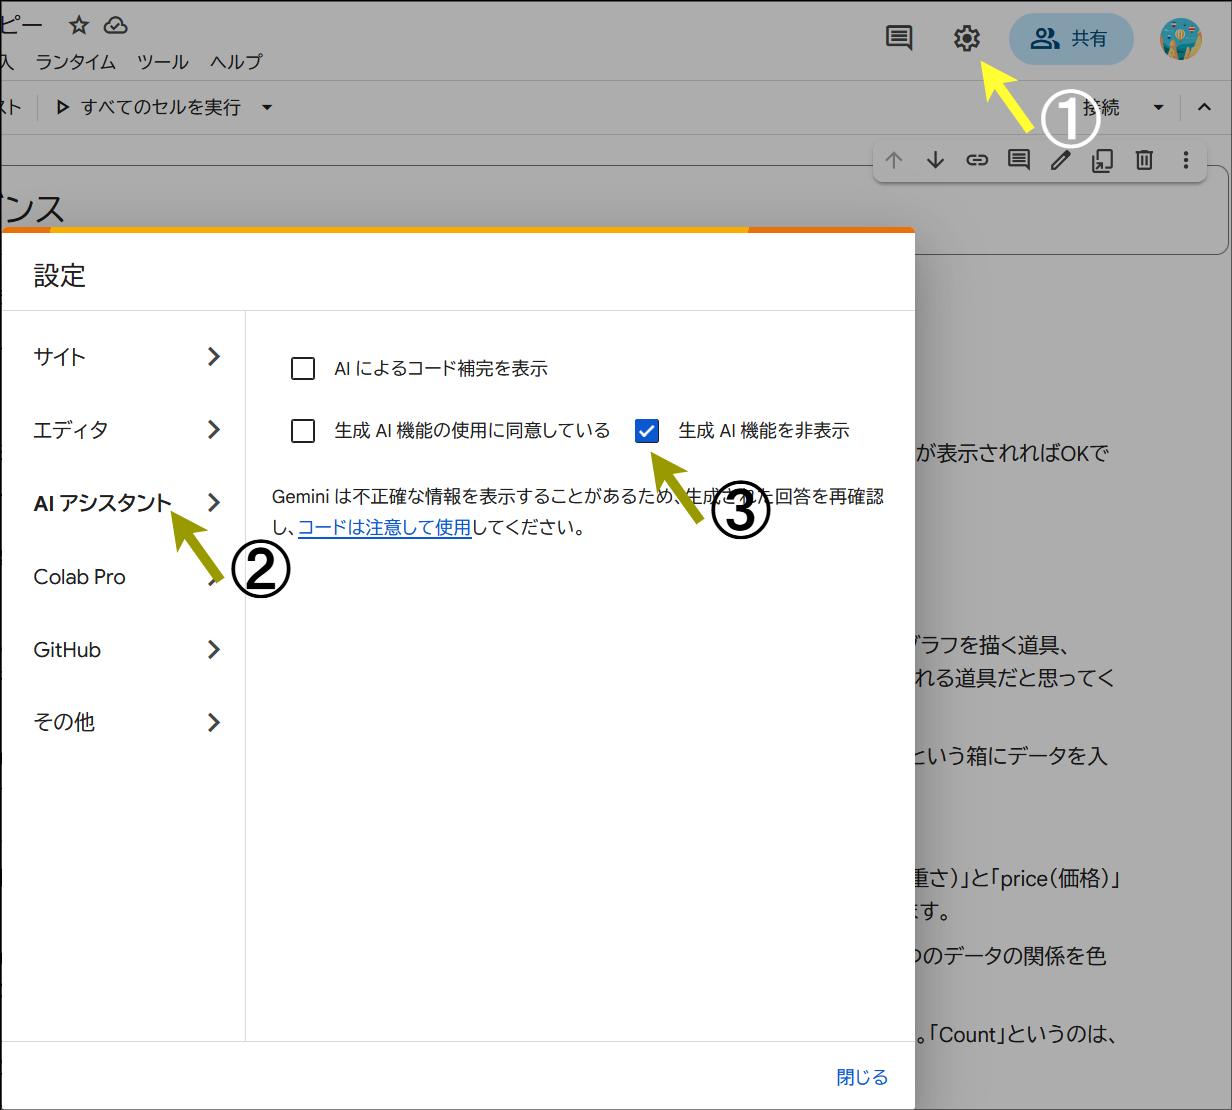 ピー
入 ランタイム ツール ヘルプ
共有
スト すべてのセルを実行
① 接続
ンス
設定
サイト
エディタ
AI アシスタント
②
Colab Pro
GitHub
その他
AI によるコード補完を表示
生成 AI 機能の使用に同意している 生成 AI 機能を非表示
Gemini は不正確な情報を表示することがあるため、生成された回答を再確認
し、コードは注意して使用してください。
③
閉じる
が表示されればOKで
グラフを描く道具、
れる道具だと思ってく
という箱にデータを入
重さ）」と「price（価格）」
ます。
つのデータの関係を色
。「Count」というのは、